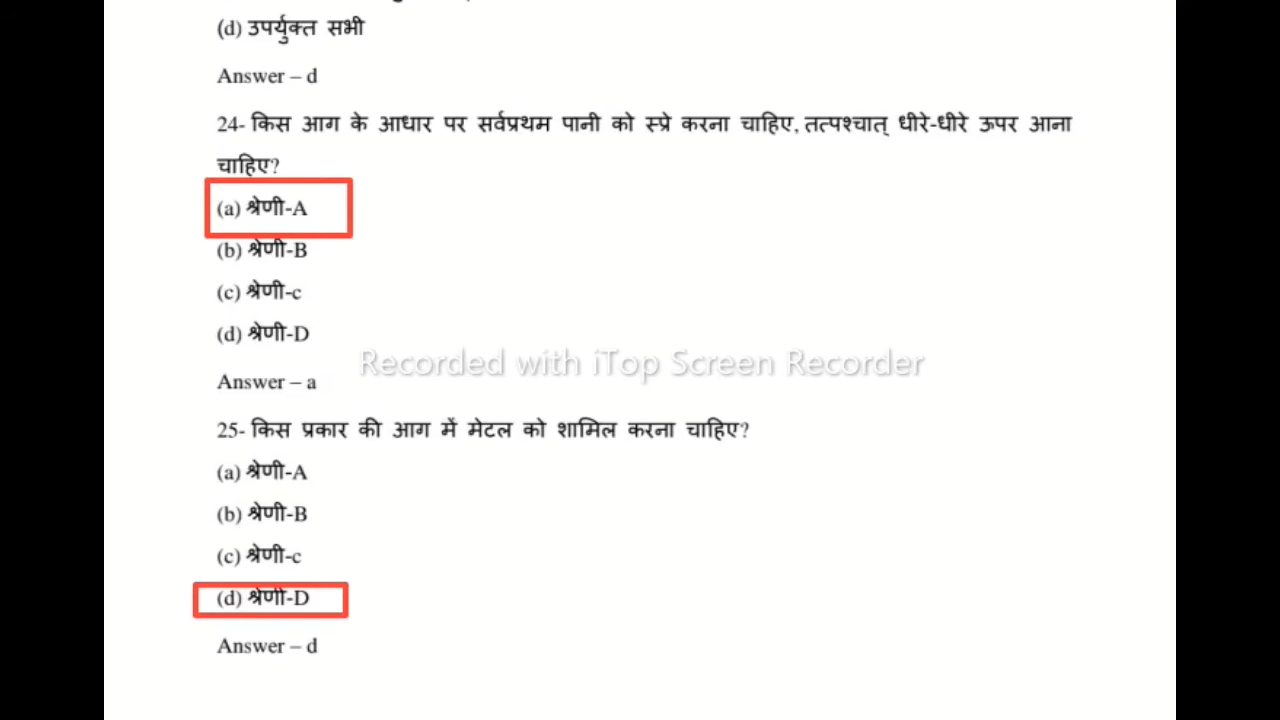 (d) उपर्युक्त सभी
Answer – d
24- किस आग के आधार पर सर्वप्रथम पानी को स्प्रे करना चाहिए, तत्पश्चात् धीरे-धीरे ऊपर आना
चाहिए?
(a) श्रेणी-A
(b) श्रेणी-B
(c) श्रेणी-c
(d) श्रेणी-D
Recorded with iTop Screen Recorder
Answer – a
25- किस प्रकार की आग में मेटल को शामिल करना चाहिए?
(a) श्रेणी-A
(b) श्रेणी-B
(c) श्रेणी-c
(d) श्रेणी-D
Answer – d